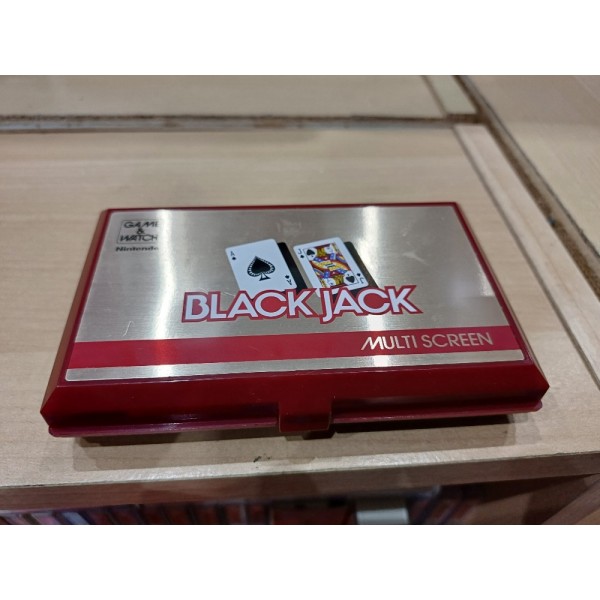 GAME
&
WATCH
Nintendo
A
A
J
J
BLACK JACK
MULTI SCREEN